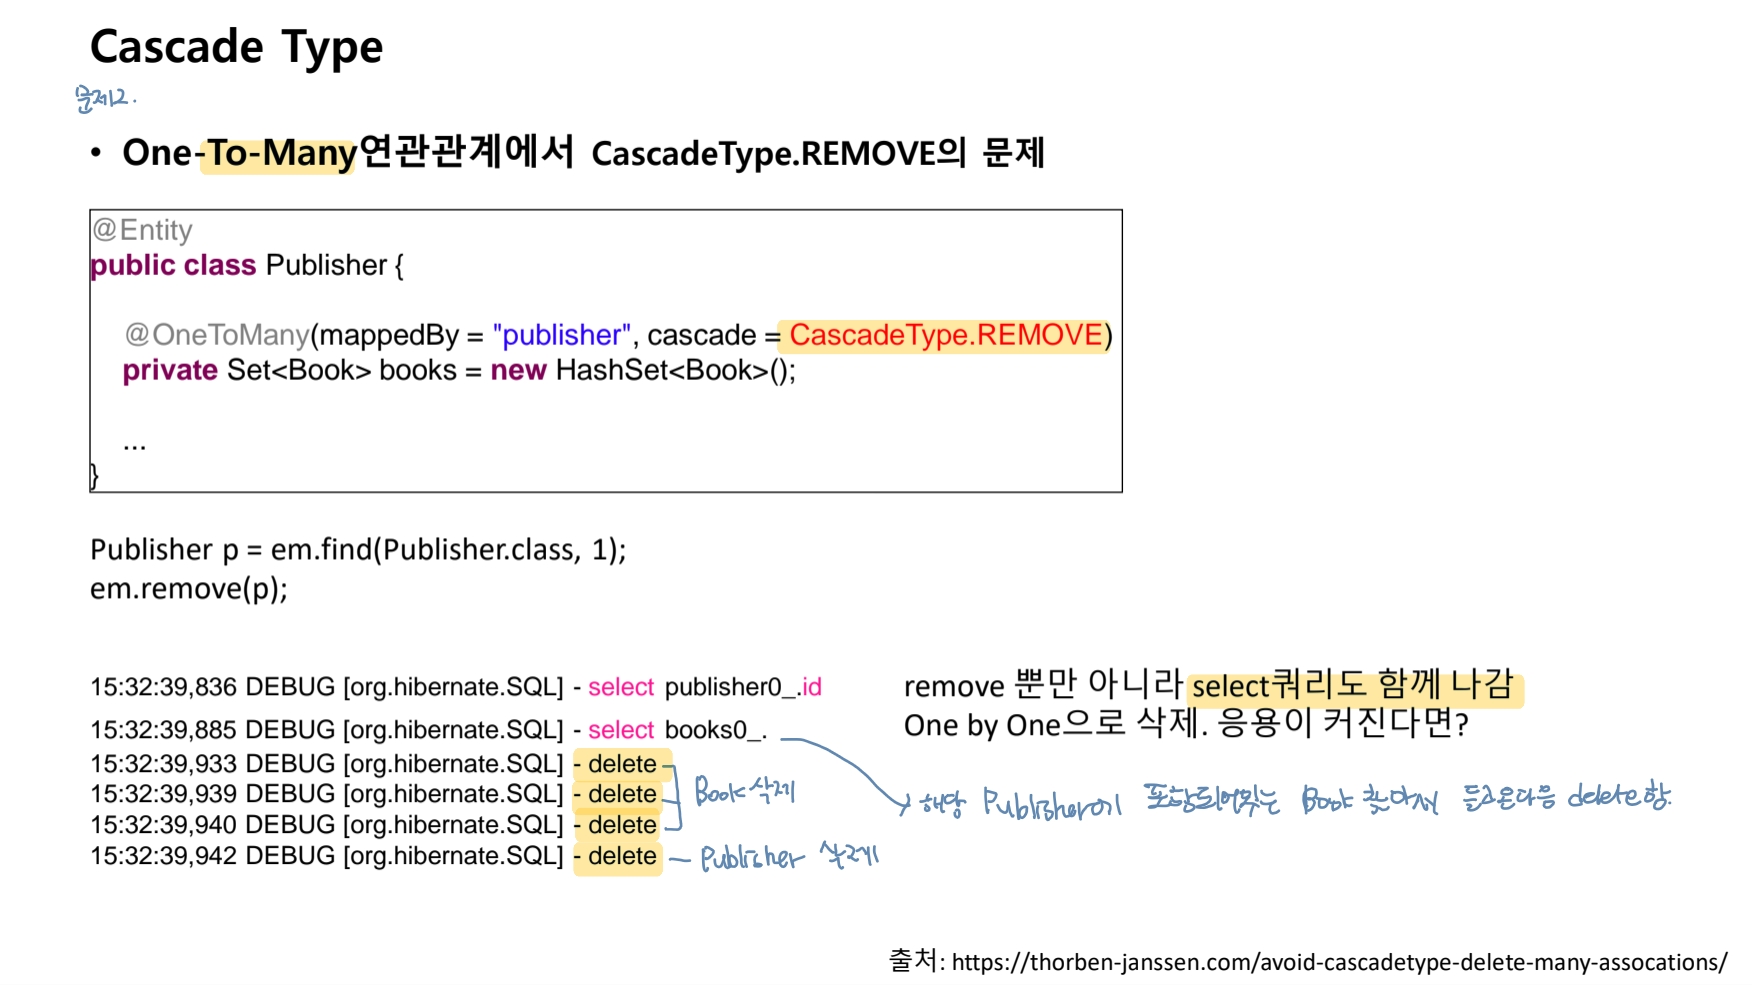 Cascade Type
문제2.
• One-To-Many연관관계에서 CascadeType.REMOVE의 문제
@Entity
public class Publisher {
@OneToMany(mappedBy = "publisher", cascade = CascadeType.REMOVE)
private Set<Book> books = new HashSet<Book>();
...
}
Publisher p = em.find(Publisher.class, 1);
em.remove(p);
15:32:39,836 DEBUG [org.hibernate.SQL] - select publisher0_.id
15:32:39,885 DEBUG [org.hibernate.SQL] - select books0_.
15:32:39,933 DEBUG [org.hibernate.SQL] - delete
15:32:39,939 DEBUG [org.hibernate.SQL] - delete
15:32:39,940 DEBUG [org.hibernate.SQL] - delete
15:32:39,942 DEBUG [org.hibernate.SQL] - delete
Book 삭제
Publisher 삭제
remove 뿐만 아니라 select쿼리도 함께 나감
One by One으로 삭제. 응용이 커진다면?
해당 Publisher에 포함되어있는 Book 찾아서 들고온다음 delete함.
출처: https://thorben-janssen.com/avoid-cascadetype-delete-many-assocations/